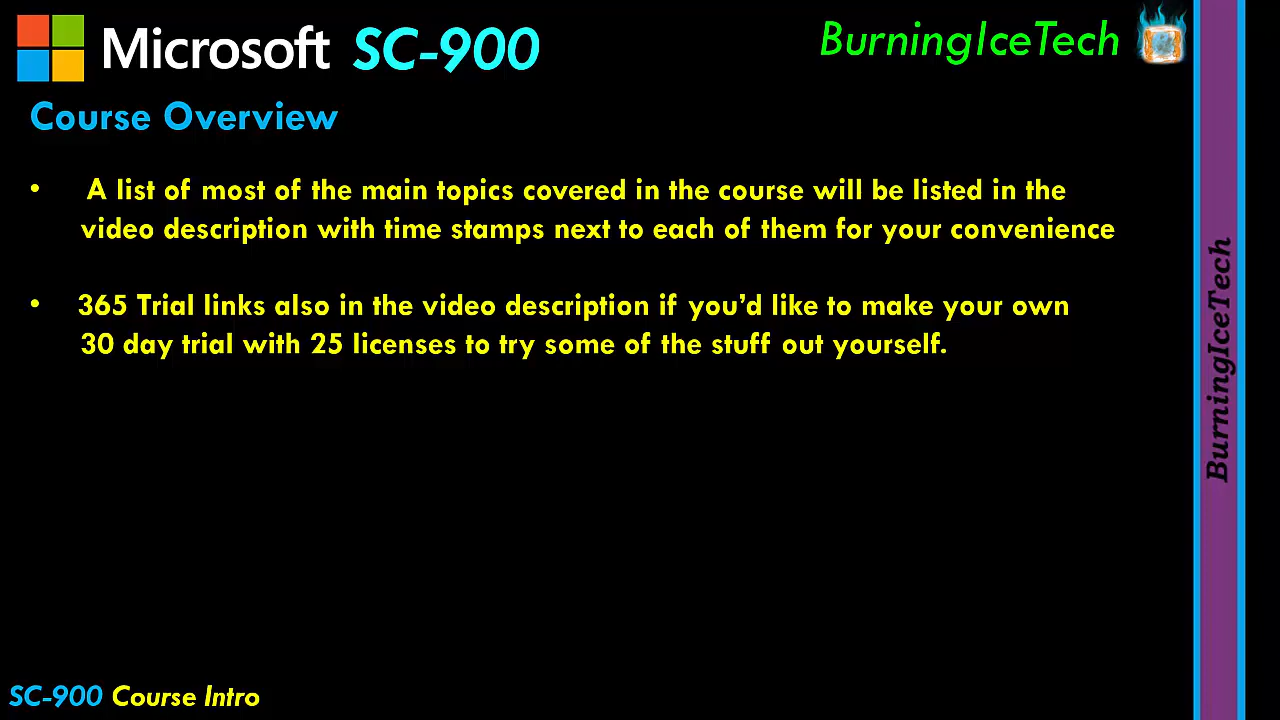 Microsoft SC-900
BurningIceTech
Course Overview
• A list of most of the main topics covered in the course will be listed in the
video description with time stamps next to each of them for your convenience
• 365 Trial links also in the video description if you’d like to make your own
30 day trial with 25 licenses to try some of the stuff out yourself.
BurningIceTech
SC-900 Course Intro